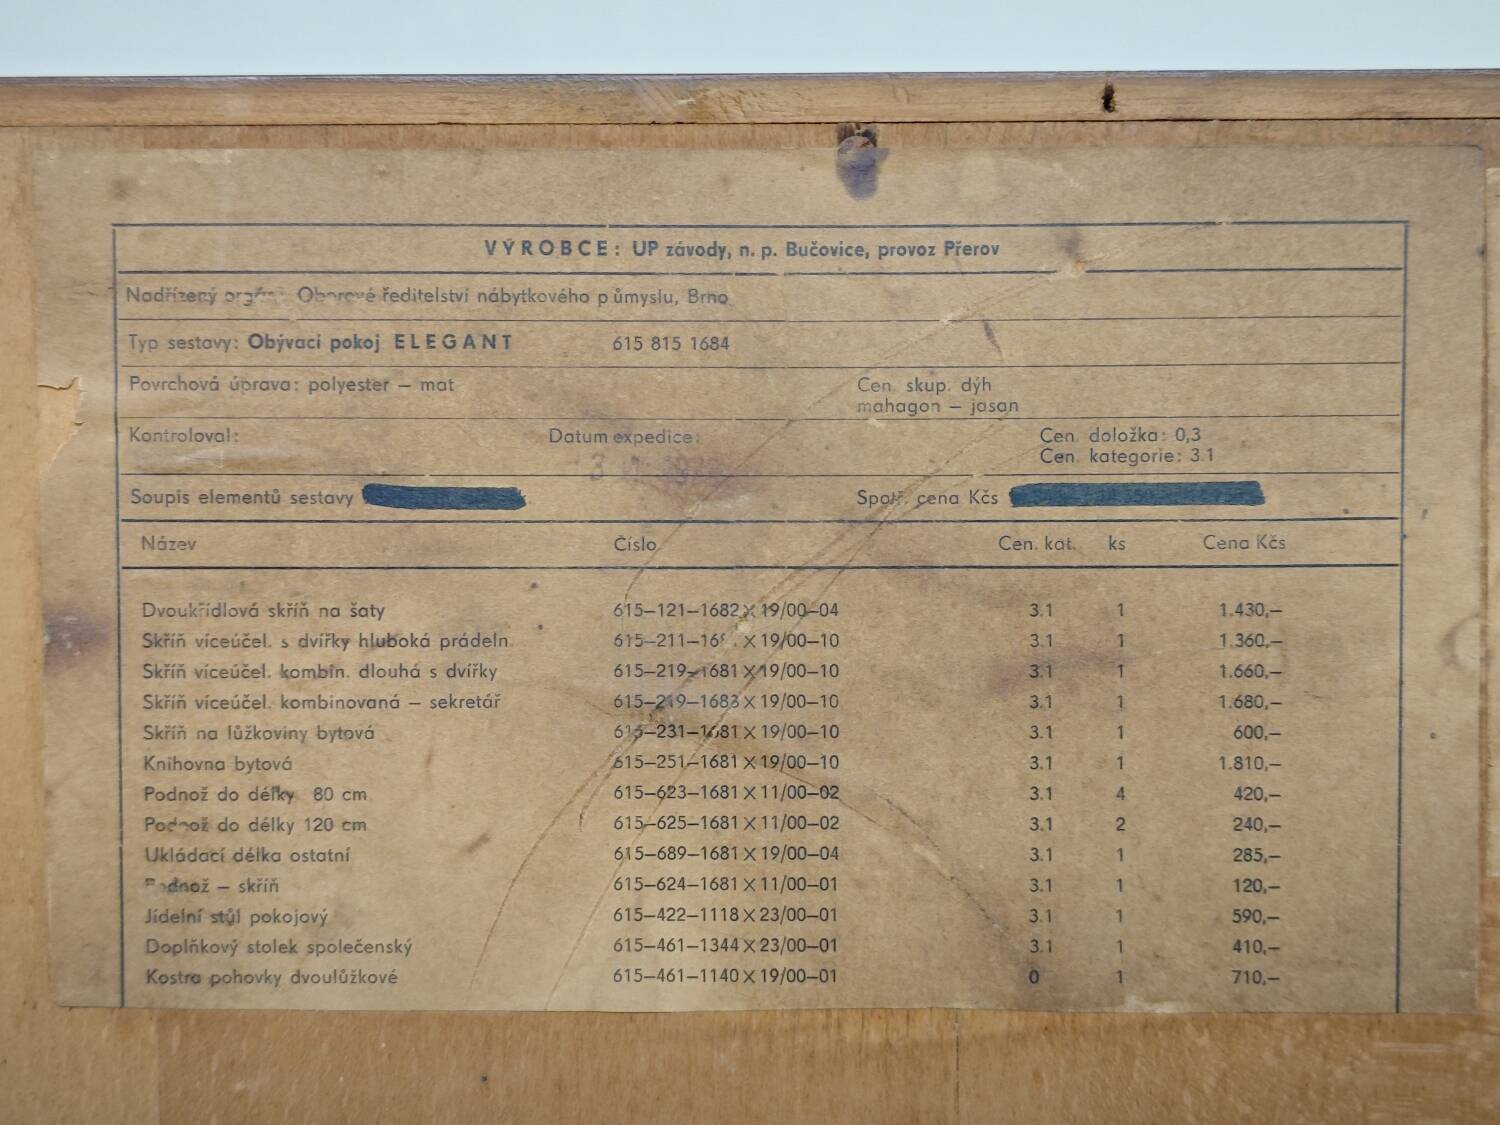 VÝROBCE: UP závody, n. p. Bučovice, provoz Přerov
Nadřízený orgán: Oborové ředitelství nábytkového průmyslu, Brno
Typ sestavy: Obývací pokoj ELEGANT 615 815 1684
Povrchová úprava: polyester – mat Cen. skup. dýh
mahagon – jasan
Kontroloval: Datum expedice: Cen. doložka: 0,3
Cen. kategorie: 3.1
Soupis elementů sestavy Spotř. cena Kčs
Název Číslo Cen. kat. ks Cena Kčs
Dvoukřídlová skříň na šaty 615–121–1682 X 19/00–04 3.1 1 1.430,–
Skříň víceúčel. s dvířky hluboká prádeln. X 19/00–10 3.1 1 1.360,–
Skříň víceúčel. kombin. dlouhá s dvířky 615–219–1681 X 19/00–10 3.1 1 1.660,–
Skříň víceúčel. kombinovaná – sekretář 615–219–1683 X 19/00–10 3.1 1 1.680,–
Skříň na lůžkoviny bytová 615–231–1681 X 19/00–10 3.1 1 600,–
Knihovna bytová 615–251–1681 X 19/00–10 3.1 1 1.810,–
Podnož do délky 80 cm 615–623–1681 X 11/00–02 3.1 4 420,–
Podnož do délky 120 cm 615–625–1681 X 11/00–02 3.1 2 240,–
Ukládací délka ostatní 615–689–1681 X 19/00–04 3.1 1 285,–
Podnož – skříň 615–624–1681 X 11/00–01 3.1 1 120,–
Jídelní stůl pokojový 615–422–1118 X 23/00–01 3.1 1 590,–
Doplňkový stolek společenský 615–461–1344 X 23/00–01 3.1 1 410,–
Kostra pohovky dvoulůžkové 615–461–1140 X 19/00–01 0 1 710,–